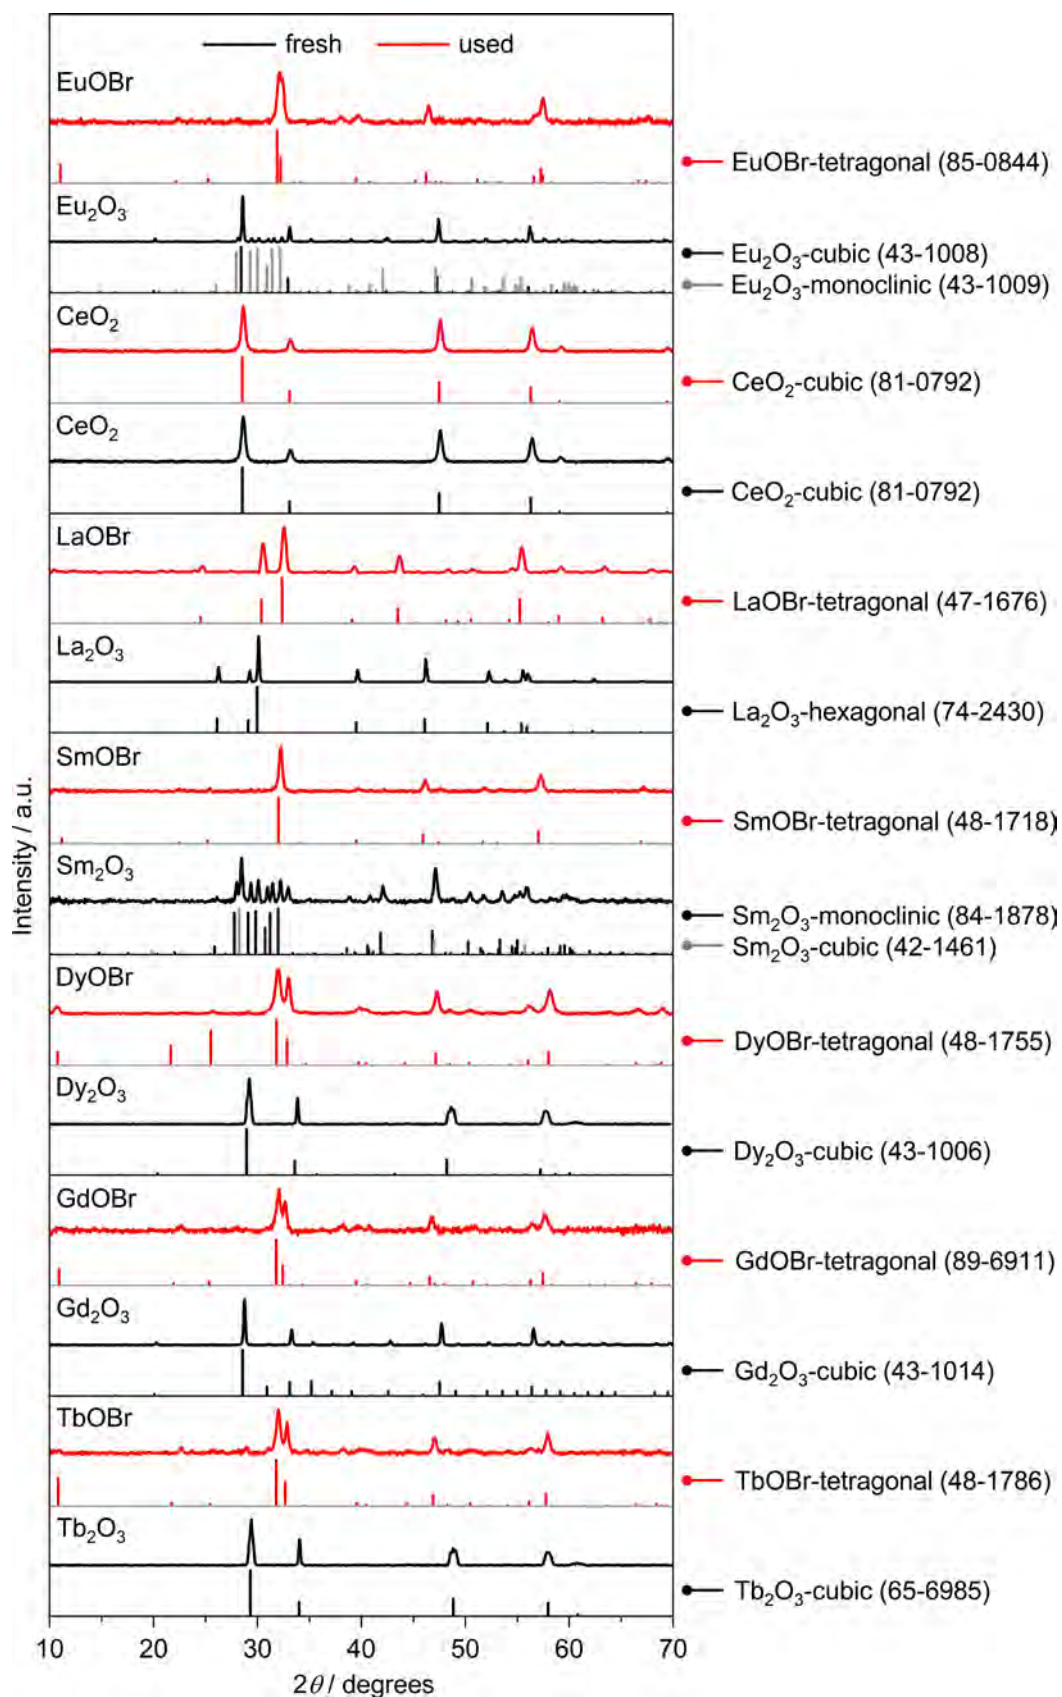 fresh used
EuOBr
EuOBr-tetragonal (85-0844)
Eu₂O₃
Eu₂O₃-cubic (43-1008)
Eu₂O₃-monoclinic (43-1009)
CeO₂
CeO₂-cubic (81-0792)
CeO₂
CeO₂-cubic (81-0792)
LaOBr
LaOBr-tetragonal (47-1676)
La₂O₃
La₂O₃-hexagonal (74-2430)
SmOBr
SmOBr-tetragonal (48-1718)
Sm₂O₃
Sm₂O₃-monoclinic (84-1878)
Sm₂O₃-cubic (42-1461)
DyOBr
DyOBr-tetragonal (48-1755)
Dy₂O₃
Dy₂O₃-cubic (43-1006)
GdOBr
GdOBr-tetragonal (89-6911)
Gd₂O₃
Gd₂O₃-cubic (43-1014)
TbOBr
TbOBr-tetragonal (48-1786)
Tb₂O₃
Tb₂O₃-cubic (65-6985)
Intensity / a.u.
10 20 30 40 50 60 70
2θ / degrees